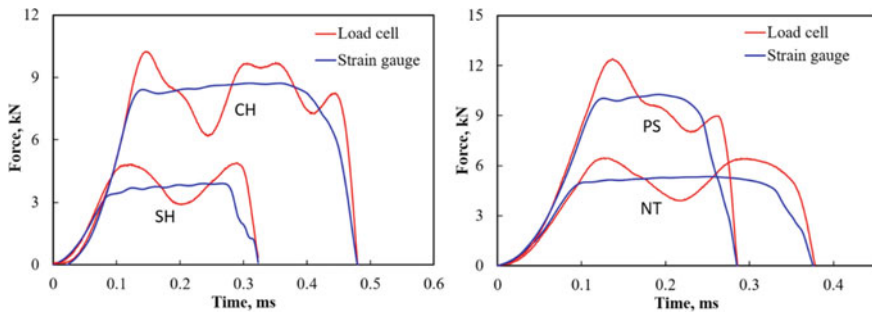 12
9
6
3
0
Force, kN
Load cell
Strain gauge
CH
SH
0 0.1 0.2 0.3 0.4 0.5 0.6
Time, ms
15
12
9
6
3
0
Force, kN
Load cell
Strain gauge
PS
NT
0 0.1 0.2 0.3 0.4
Time, ms